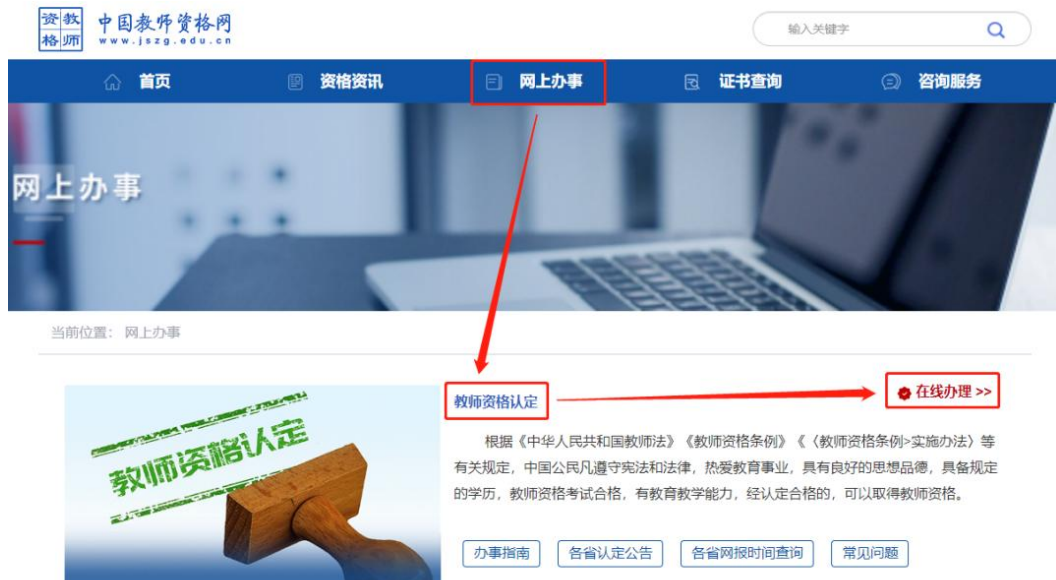 资教
格师
中国教师资格网
www.jszg.edu.cn
输入关键字
首页
资格资讯
网上办事
证书查询
咨询服务
网上办事
当前位置： 网上办事
教师资格认定
教师资格认定
在线办理 >>
根据《中华人民共和国教师法》《教师资格条例》《〈教师资格条例>实施办法〉等
有关规定，中国公民凡遵守宪法和法律，热爱教育事业，具有良好的思想品德，具备规定
的学历，教师资格考试合格，有教育教学能力，经认定合格的，可以取得教师资格。
办事指南
各省认定公告
各省网报时间查询
常见问题